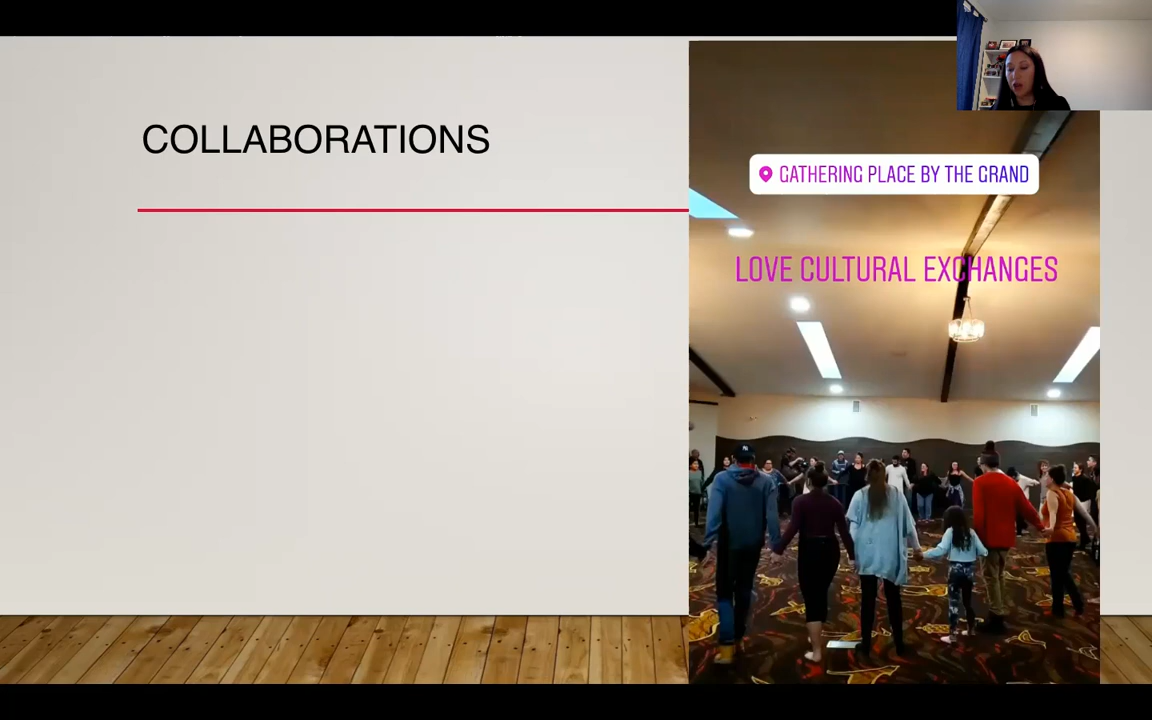 COLLABORATIONS
GATHERING PLACE BY THE GRAND
LOVE CULTURAL EXCHANGES